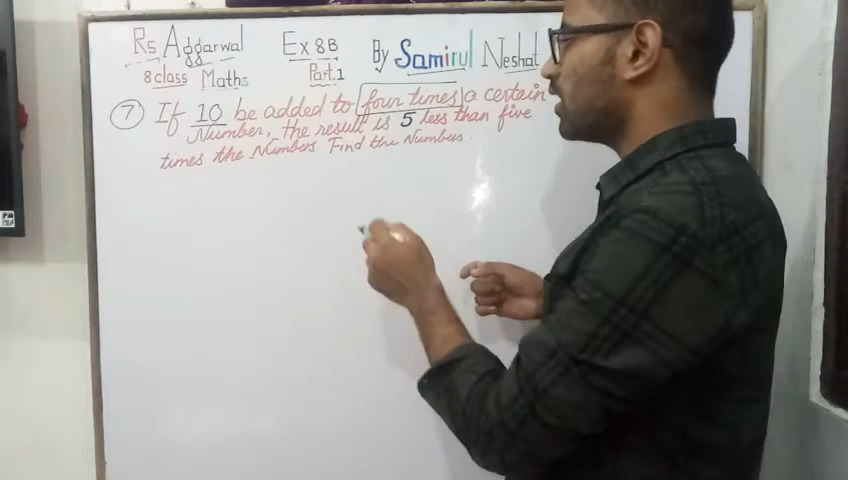 Rs Aggarwal Ex 8B By Samirul Neshat
8class Maths Part.1
7 If 10 be added to four times a certain
Number, the result is 5 less than five
times the Numbers Find the Numbers.